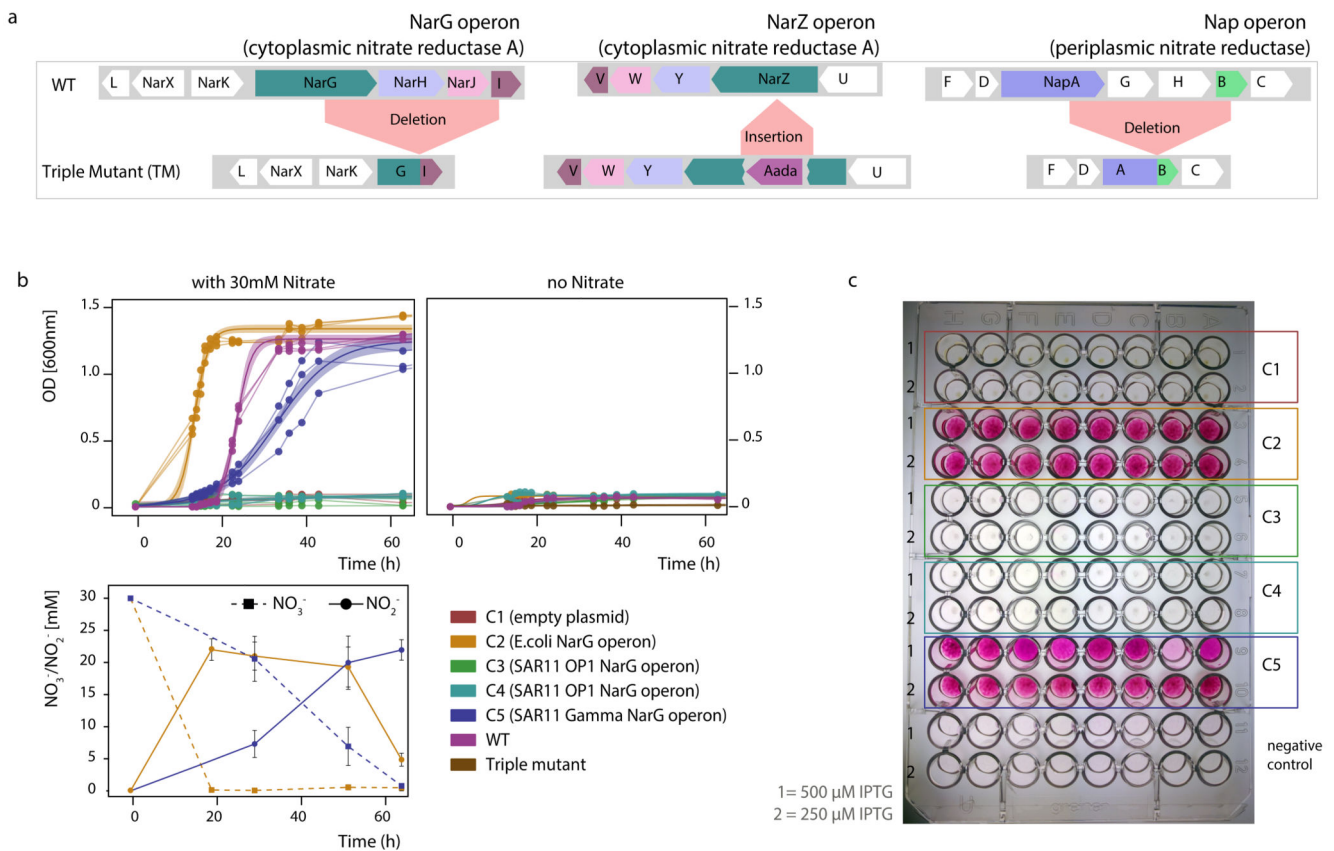 a
NarG operon
(cytoplasmic nitrate reductase A)
NarZ operon
(cytoplasmic nitrate reductase A)
Nap operon
(periplasmic nitrate reductase)
WT
L NarX NarK NarG NarH NarJ I
V W Y NarZ U
F D NapA G H B C
Deletion
Insertion
Deletion
Triple Mutant (TM)
L NarX NarK G I
V W Y Aada U
F D A B C
b
with 30mM Nitrate
no Nitrate
OD [600nm]
1.5
1.0
0.5
0
1.5
1.0
0.5
0
0 20 40 60
0 20 40 60
Time (h)
Time (h)
NO3-/NO2- [mM]
NO3-
NO2-
30
25
20
15
10
5
0
0 20 40 60
Time (h)
C1 (empty plasmid)
C2 (E.coli NarG operon)
C3 (SAR11 OP1 NarG operon)
C4 (SAR11 OP1 NarG operon)
C5 (SAR11 Gamma NarG operon)
WT
Triple mutant
c
H G F E D C B A
1
2
C1
1
2
C2
1
2
C3
1
2
C4
1
2
C5
1
2
negative
control
1= 500 µM IPTG
2 = 250 µM IPTG